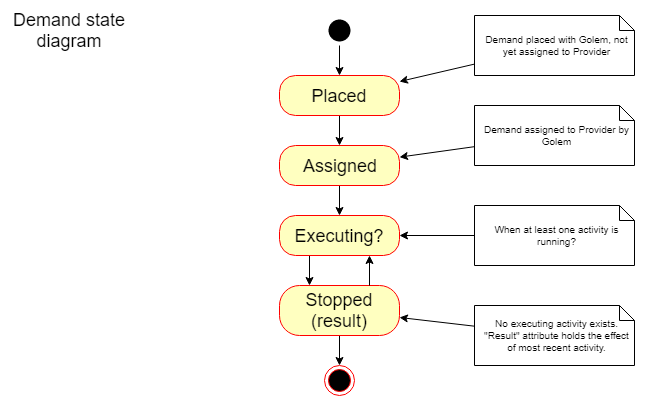 Demand state
diagram
Demand placed with Golem, not
yet assigned to Provider
Placed
Demand assigned to Provider by
Golem
Assigned
When at least one activity is
running?
Executing?
Stopped
(result)
No executing activity exists.
"Result" attribute holds the effect
of most recent activity.